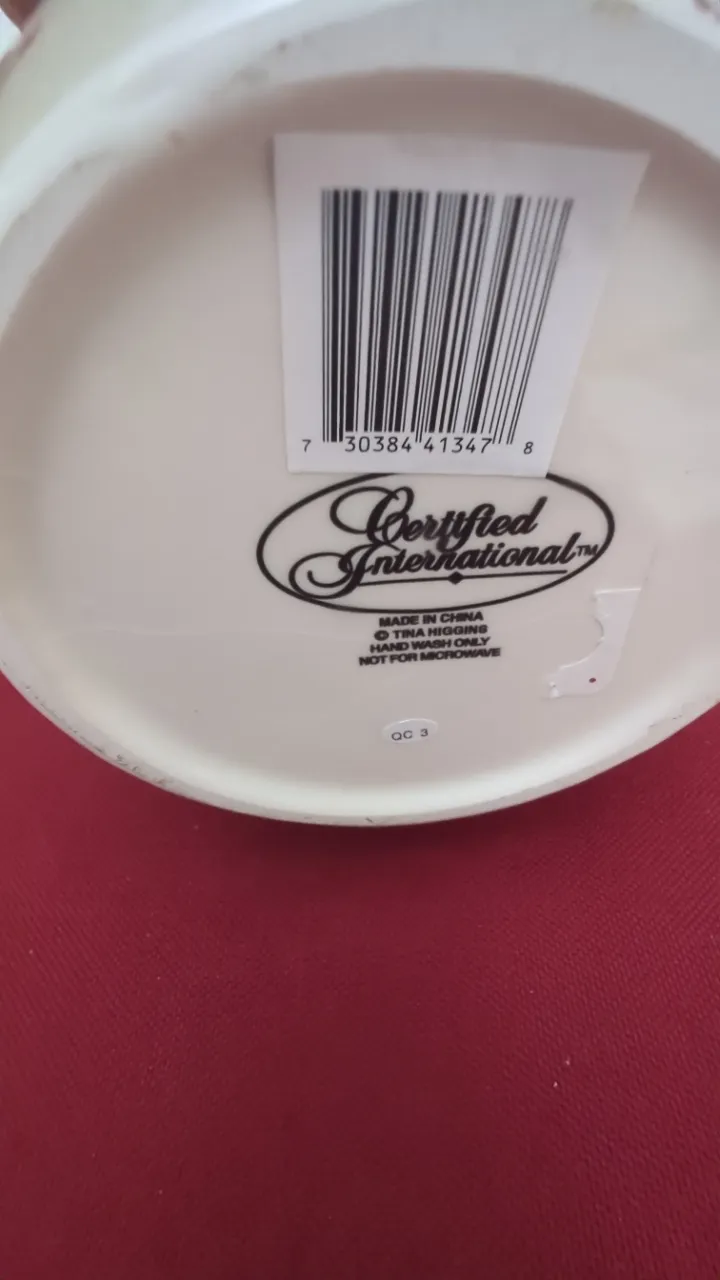 7 30384 41347 8
Certified
International™
MADE IN CHINA
© TINA HIGGINS
HAND WASH ONLY
NOT FOR MICROWAVE
QC 3